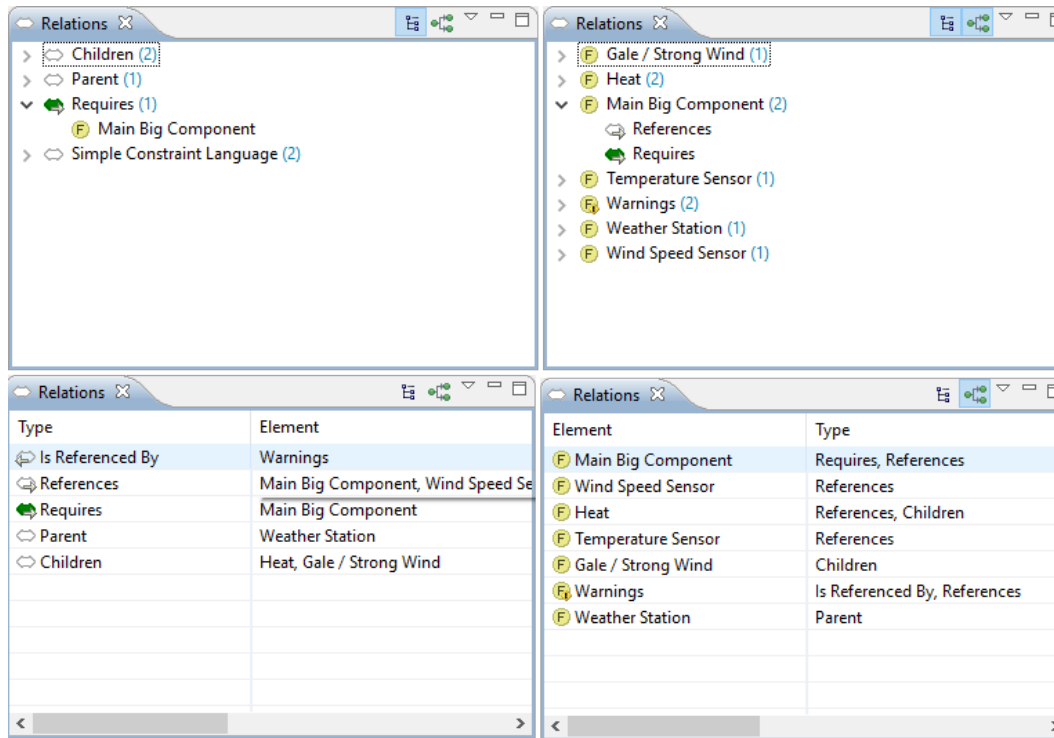 Relations
Children (2)
Parent (1)
Requires (1)
F Main Big Component
Simple Constraint Language (2)
Relations
F Gale / Strong Wind (1)
F Heat (2)
F Main Big Component (2)
References
Requires
F Temperature Sensor (1)
F Warnings (2)
F Weather Station (1)
F Wind Speed Sensor (1)
Relations
Type Element
Is Referenced By Warnings
References Main Big Component, Wind Speed Se
Requires Main Big Component
Parent Weather Station
Children Heat, Gale / Strong Wind
Relations
Element Type
F Main Big Component Requires, References
F Wind Speed Sensor References
F Heat References, Children
F Temperature Sensor References
F Gale / Strong Wind Children
F Warnings Is Referenced By, References
F Weather Station Parent